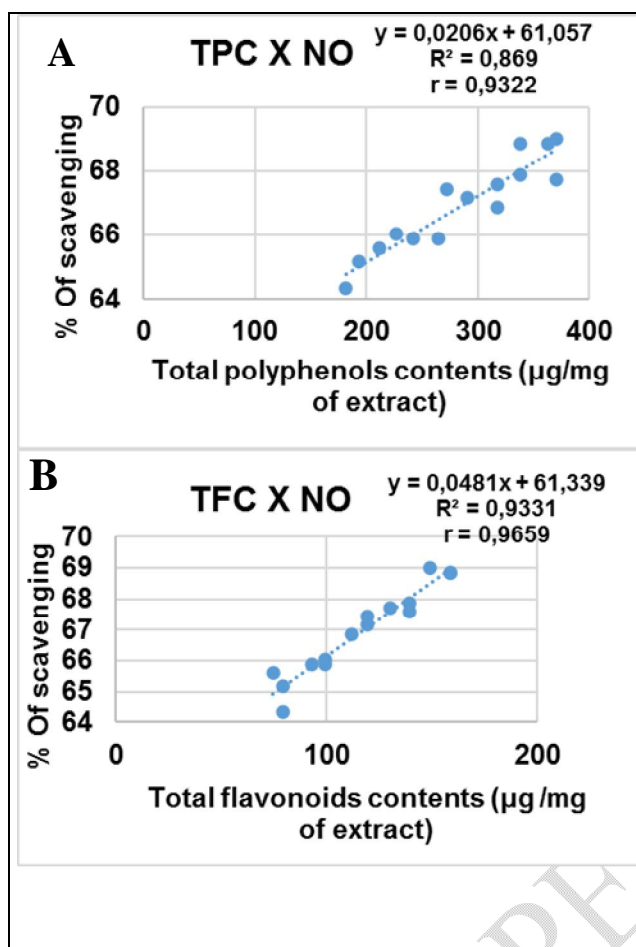 A
TPC X NO
y = 0,0206x + 61,057
R² = 0,869
r = 0,9322
70
68
66
64
0 100 200 300 400
% Of scavenging
Total polyphenols contents (µg/mg
of extract)
B
TFC X NO
y = 0,0481x + 61,339
R² = 0,9331
r = 0,9659
70
69
68
67
66
65
64
0 100 200
% Of scavenging
Total flavonoids contents (µg /mg
of extract)
PE